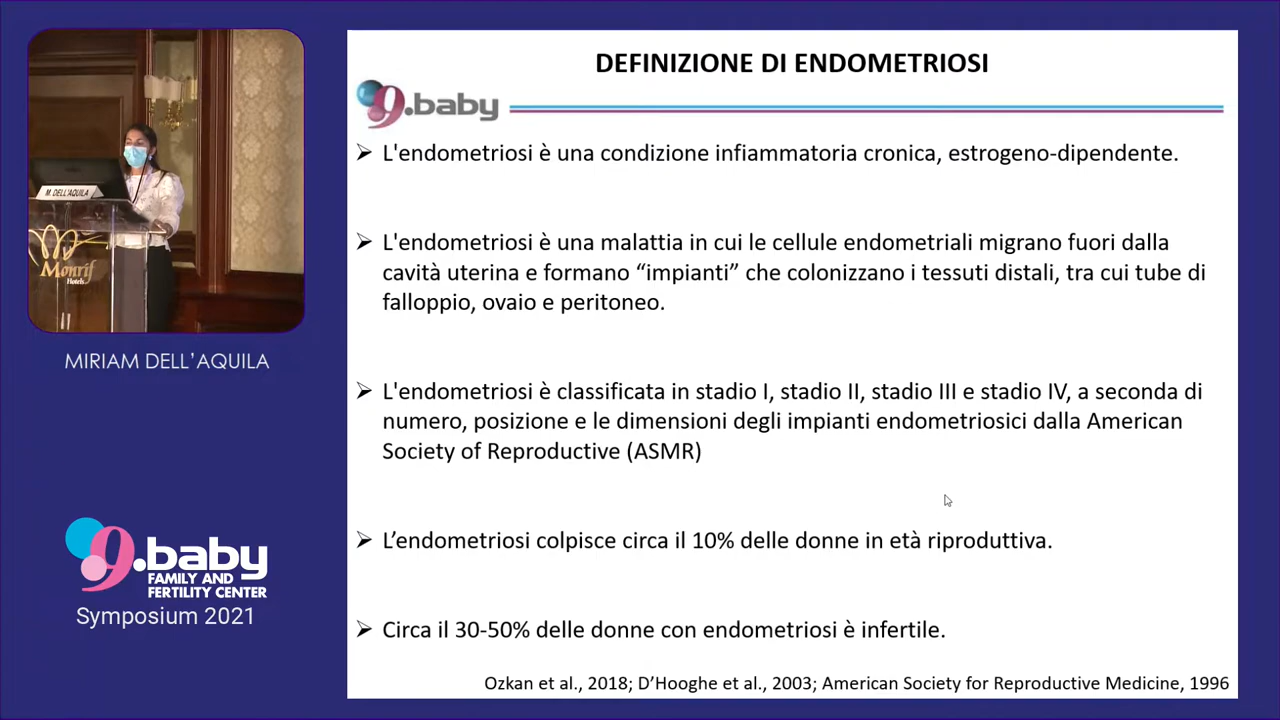 DEFINIZIONE DI ENDOMETRIOSI
9.baby
L'endometriosi è una condizione infiammatoria cronica, estrogeno-dipendente.
L'endometriosi è una malattia in cui le cellule endometriali migrano fuori dalla
cavità uterina e formano “impianti” che colonizzano i tessuti distali, tra cui tube di
falloppio, ovaio e peritoneo.
L'endometriosi è classificata in stadio I, stadio II, stadio III e stadio IV, a seconda di
numero, posizione e le dimensioni degli impianti endometriosici dalla American
Society of Reproductive (ASMR)
L’endometriosi colpisce circa il 10% delle donne in età riproduttiva.
Circa il 30-50% delle donne con endometriosi è infertile.
Ozkan et al., 2018; D’Hooghe et al., 2003; American Society for Reproductive Medicine, 1996
M. DELL'AQUILA
Monrif
Hotels
MIRIAM DELL’AQUILA
9.baby
FAMILY AND
FERTILITY CENTER
Symposium 2021